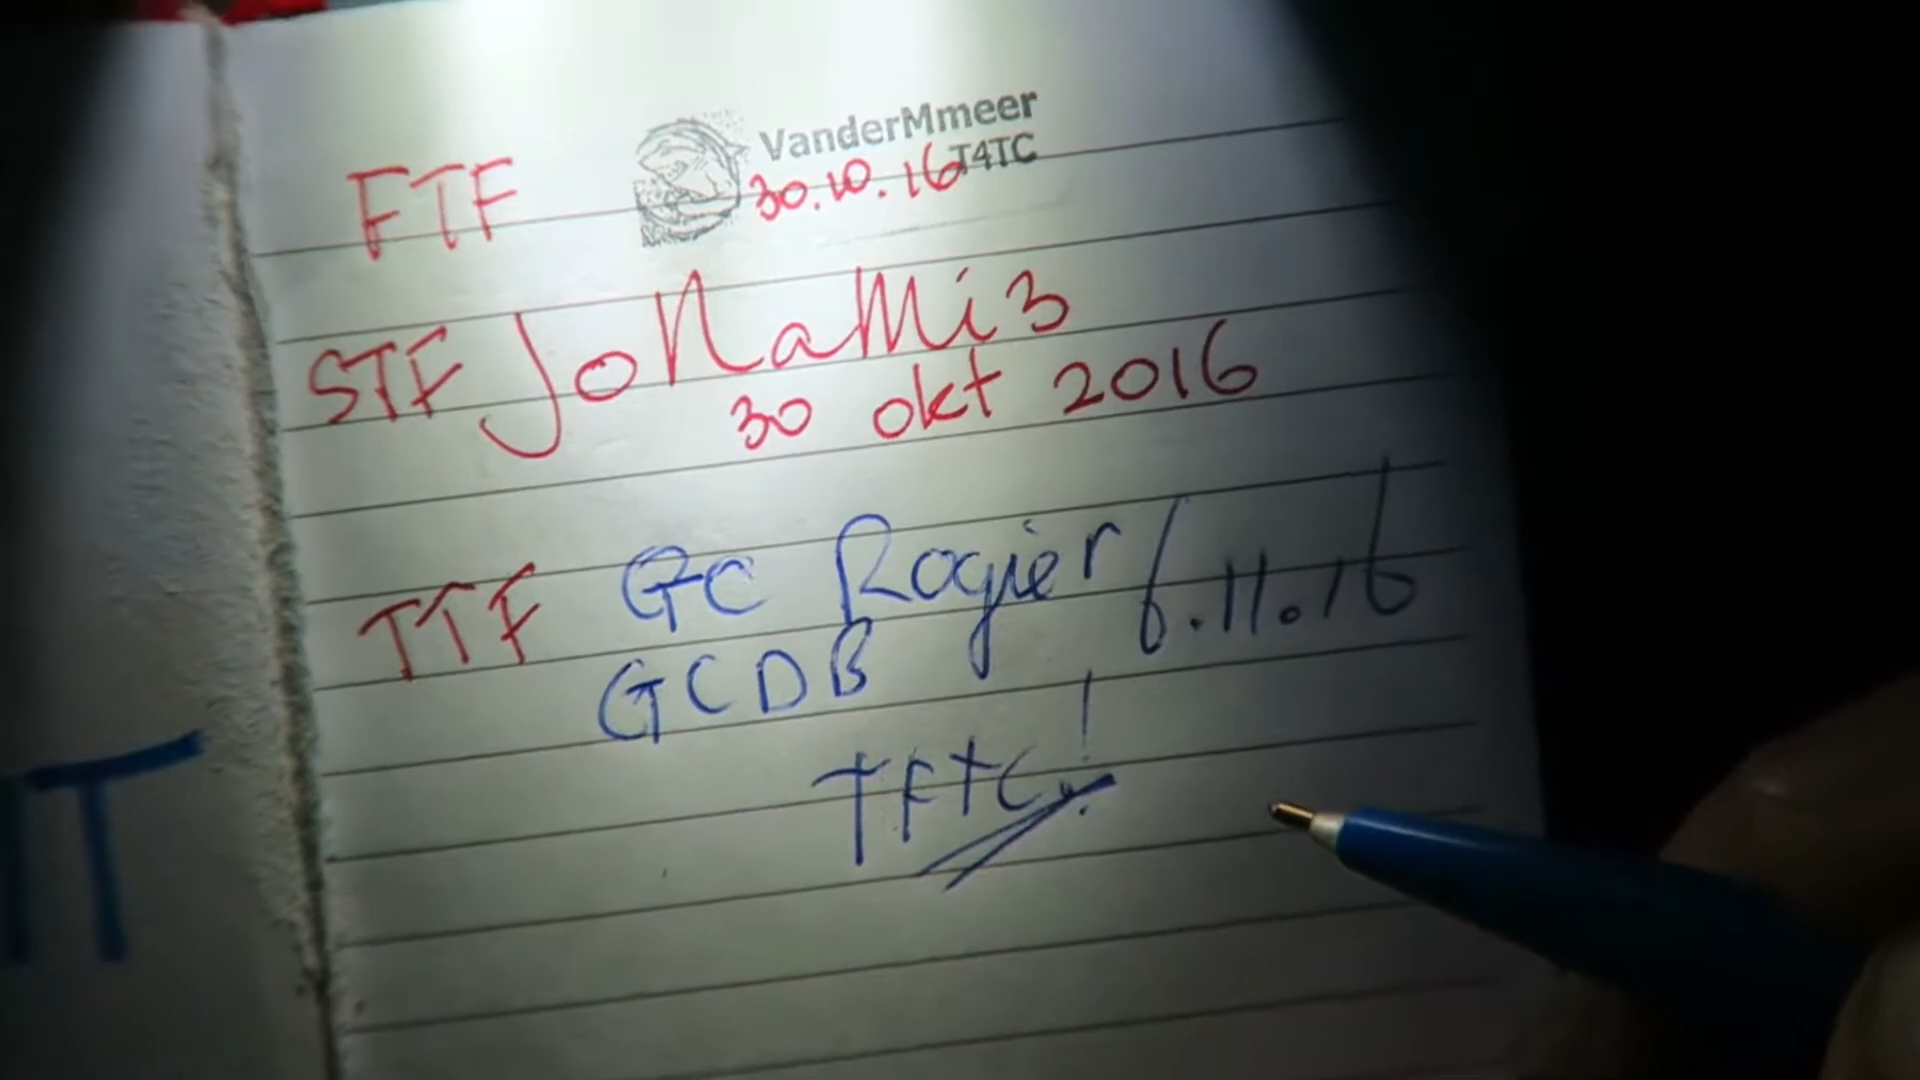 VanderMmeer
FTF 30.10.16 T4TC
STF JoNaMi3
30 okt 2016
TTF GC Rogier 6.11.16
GCDB
TFTC!